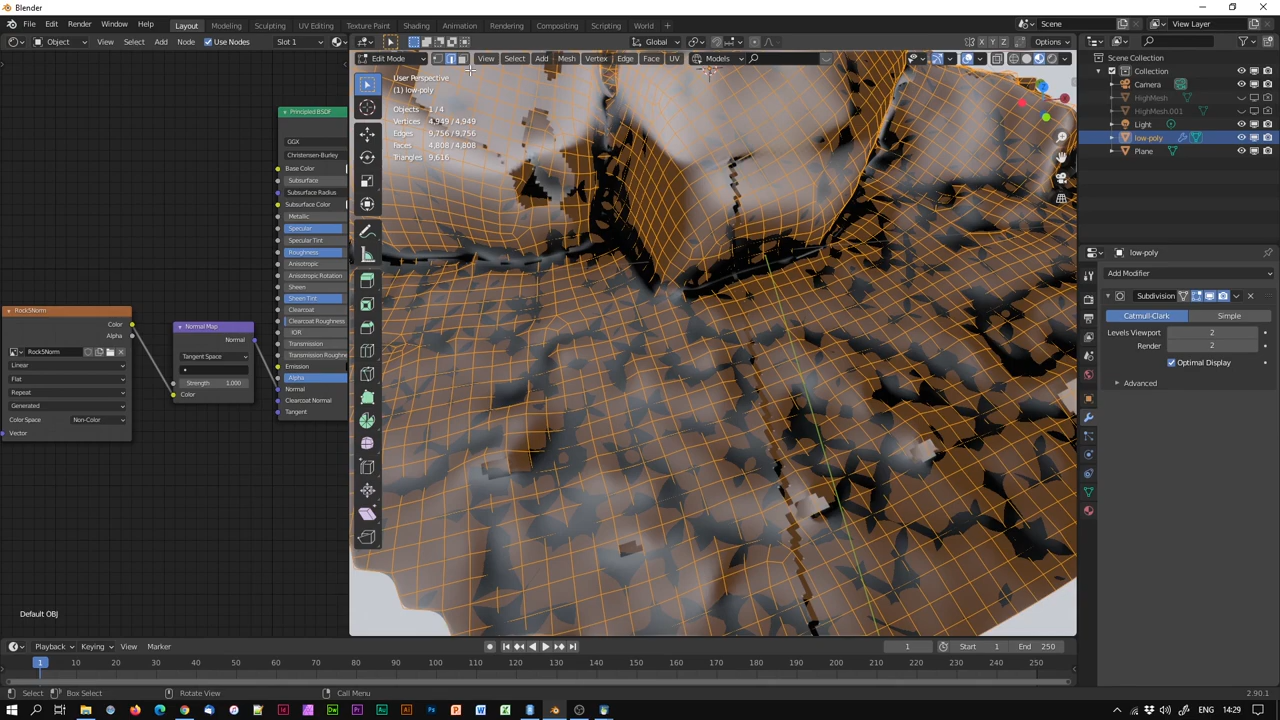 Blender
File Edit Render Window Help Layout Modeling Sculpting UV Editing Texture Paint Shading Animation Rendering Compositing Scripting World + Scene View Layer
Object View Select Add Node Use Nodes Slot 1 Global X Y Z Options
Edit Mode View Select Add Mesh Vertex Edge Face UV Models
User Perspective
(1) low-poly
Objects 1 / 4
Vertices 4,949 / 4,949
Edges 9,756 / 9,756
Faces 4,808 / 4,808
Triangles 9,616
Principled BSDF
GGX
Christensen-Burley
Base Color
Subsurface
Subsurface Radius
Subsurface Color
Metallic
Specular
Specular Tint
Roughness
Anisotropic
Anisotropic Rotation
Sheen
Sheen Tint
Clearcoat
Clearcoat Roughness
IOR
Transmission
Transmission Roughne
Emission
Alpha
Normal
Clearcoat Normal
Tangent
Rock5Norm
Color
Alpha
Rock5Norm
Linear
Flat
Repeat
Generated
Color Space Non-Color
Vector
Normal Map
Normal
Tangent Space
Strength 1.000
Color
Default OBJ
Scene Collection
Collection
Camera
HighMesh
HighMesh.001
Light
low-poly
Plane
low-poly
Add Modifier
Subdivision
Catmull-Clark Simple
Levels Viewport 2
Render 2
Optimal Display
Advanced
Playback Keying View Marker 1 Start 1 End 250
1 10 20 30 40 50 60 70 80 90 100 110 120 130 140 150 160 170 180 190 200 210 220 230 240 250
Select Box Select Rotate View Call Menu 2.90.1
ENG 14:29